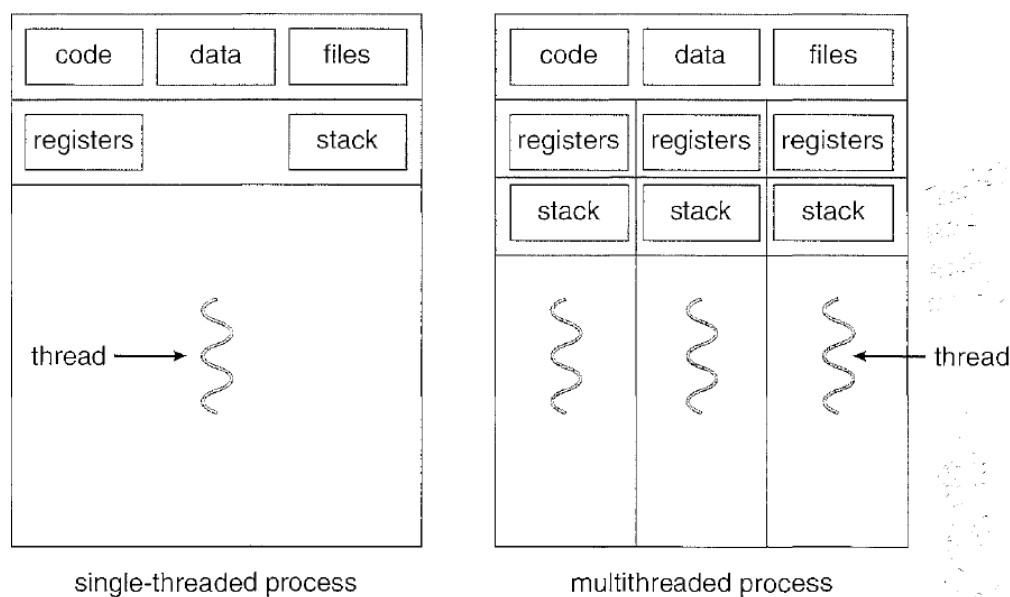 code data files code data files
registers stack registers registers registers
stack stack stack
thread thread
single-threaded process multithreaded process